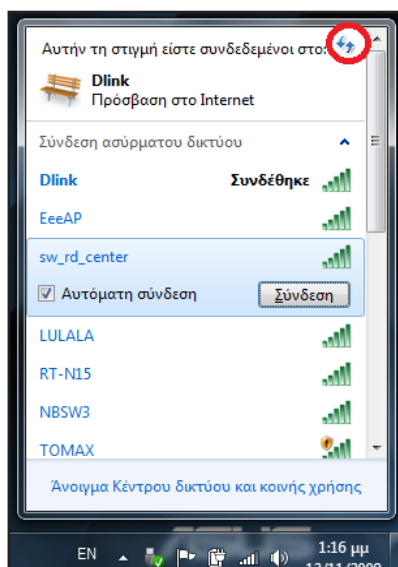 Αυτήν τη στιγμή είστε συνδεδεμένοι στο:
Dlink
Πρόσβαση στο Internet
Σύνδεση ασύρματου δικτύου
Dlink Συνδέθηκε
EeeAP
sw_rd_center
Αυτόματη σύνδεση Σύνδεση
LULALA
RT-N15
NBSW3
TOMAX
Άνοιγμα Κέντρου δικτύου και κοινής χρήσης
EN 1:16 μμ